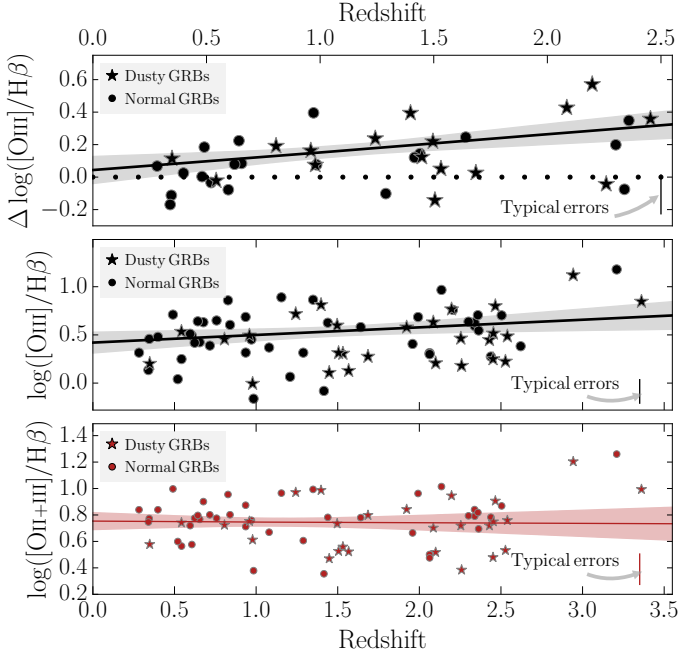 Redshift
0.0 0.5 1.0 1.5 2.0 2.5
Δ log([OIII]/Hβ)
0.6
0.4
0.2
0.0
−0.2
Dusty GRBs
Normal GRBs
Typical errors
log([OIII]/Hβ)
1.0
0.5
0.0
Dusty GRBs
Normal GRBs
Typical errors
log([OII+III]/Hβ)
1.4
1.2
1.0
0.8
0.6
0.4
0.2
Dusty GRBs
Normal GRBs
Typical errors
0.0 0.5 1.0 1.5 2.0 2.5 3.0 3.5
Redshift